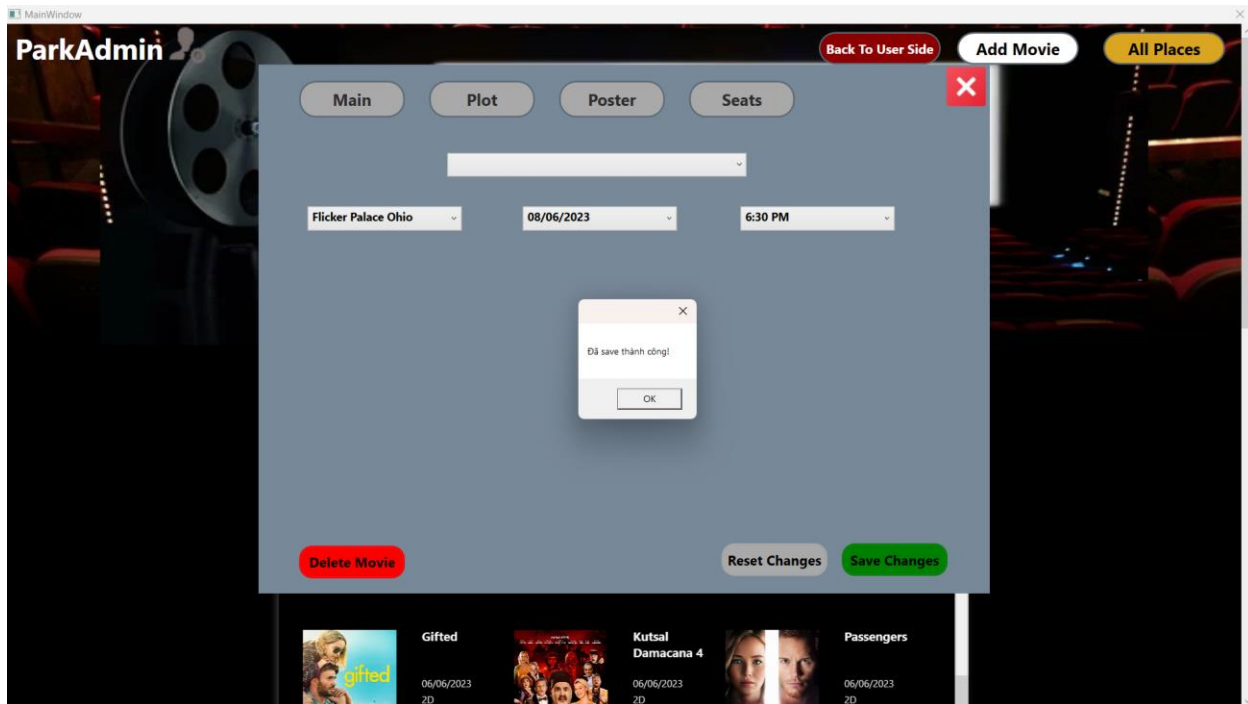 MainWindow
ParkAdmin
Back To User Side
Add Movie
All Places
Main
Plot
Poster
Seats
Flicker Palace Ohio
08/06/2023
6:30 PM
Đã save thành công!
OK
Delete Movie
Reset Changes
Save Changes
gifted
Gifted
06/06/2023
2D
Kutsal
Damacana 4
06/06/2023
2D
Passengers
06/06/2023
2D